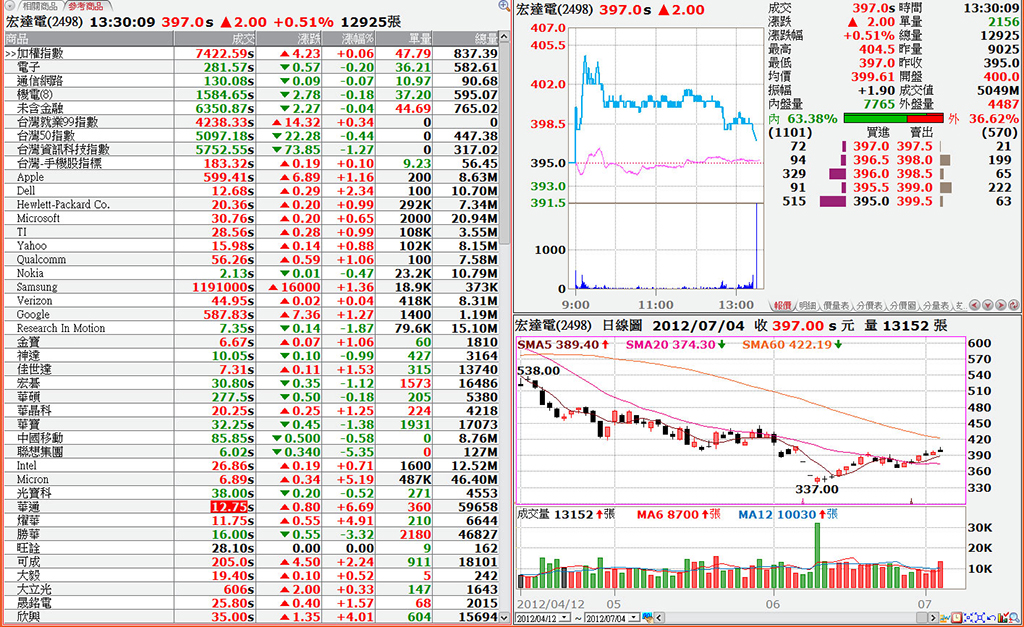 相關商品 參考商品
宏達電(2498) 13:30:09 397.0s ▲2.00 +0.51% 12925張
商品 成交 漲跌 漲幅% 單量 總量
>>加權指數 7422.59s ▲4.23 +0.06 47.79 837.39
電子 281.57s ▼0.57 -0.20 36.21 582.61
通信網路 130.08s ▼0.09 -0.07 10.97 90.68
機電(8) 1584.65s ▼2.78 -0.18 37.20 595.07
未含金融 6350.87s ▼2.27 -0.04 44.69 765.02
台灣就業99指數 4238.33s ▲14.32 +0.34 0 0
台灣50指數 5097.18s ▼22.28 -0.44 0 447.38
台灣資訊科技指數 5752.55s ▼73.85 -1.27 0 317.02
台灣-手機股指標 183.32s ▲0.19 +0.10 9.23 56.45
Apple 599.41s ▲6.89 +1.16 200 8.63M
Dell 12.68s ▲0.29 +2.34 100 10.70M
Hewlett-Packard Co. 20.36s ▲0.20 +0.99 292K 7.34M
Microsoft 30.76s ▲0.20 +0.65 2000 20.94M
TI 28.56s ▲0.28 +0.99 108K 3.55M
Yahoo 15.98s ▲0.14 +0.88 102K 8.15M
Qualcomm 56.26s ▲0.59 +1.06 100 7.58M
Nokia 2.13s ▼0.01 -0.47 23.2K 10.79M
Samsung 1191000s ▲16000 +1.36 18.9K 373K
Verizon 44.95s ▲0.02 +0.04 418K 8.31M
Google 587.83s ▲7.36 +1.27 1400 1.19M
Research In Motion 7.35s ▼0.14 -1.87 79.6K 15.10M
金寶 6.67s ▲0.07 +1.06 60 1810
神達 10.05s ▼0.10 -0.99 427 3164
佳世達 7.31s ▲0.11 +1.53 315 13740
宏碁 30.80s ▼0.35 -1.12 1573 16486
華碩 277.5s ▼0.50 -0.18 205 5380
華晶科 20.25s ▲0.25 +1.25 224 4218
華寶 32.25s ▼0.45 -1.38 1931 17073
中國移動 85.85s ▼0.500 -0.58 0 8.76M
聯想集團 6.02s ▼0.340 -5.35 0 127M
Intel 26.86s ▲0.19 +0.71 1600 12.52M
Micron 6.89s ▲0.34 +5.19 487K 46.40M
光寶科 38.00s ▼0.20 -0.52 271 4553
華通 12.75s ▲0.80 +6.69 360 59658
燿華 11.75s ▲0.55 +4.91 210 6644
勝華 16.00s ▼0.55 -3.32 2180 46827
旺詮 28.10s 0.00 0.00 9 162
可成 205.0s ▲4.50 +2.24 911 18101
大毅 19.40s ▲0.10 +0.52 5 242
大立光 606s ▲2.00 +0.33 147 1643
晟銘電 25.80s ▲0.40 +1.57 68 2015
欣興 35.00s ▲1.35 +4.01 604 15694
宏達電(2498) 397.0s ▲2.00
407.0
405.5
402.0
398.5
395.0
393.0
391.5
1000
0
9:00 11:00 13:00
成交 397.0s 時間 13:30:09
漲跌 ▲ 2.00 單量 2156
漲跌幅 +0.51% 總量 12925
最高 404.5 昨量 9025
最低 397.0 昨收 395.0
均價 399.61 開盤 400.0
振幅 +1.90 成交值 5049M
內盤量 7765 外盤量 4487
內 63.38% 外 36.62%
(1101) 買進 賣出 (570)
72 397.0 397.5 21
94 396.5 398.0 199
329 396.0 398.5 65
91 395.5 399.0 222
515 395.0 399.5 63
報價 明細 價量表 分價表 分價圖 分量表
宏達電(2498) 日線圖 2012/07/04 收 397.00 s 元 量 13152 張
SMA5 389.40↑ SMA20 374.30↓ SMA60 422.19↓
538.00
337.00
600
570
540
510
480
450
420
390
360
330
成交量 13152↑張 MA6 8700↑張 MA12 10030↑張
30K
20K
10K
2012/04/12 05 06 07
2012/04/12 ~ 2012/07/04